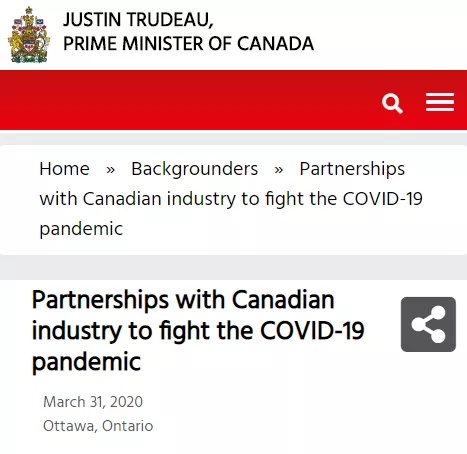 JUSTIN TRUDEAU,
PRIME MINISTER OF CANADA
Home » Backgrounders » Partnerships
with Canadian industry to fight the COVID-19
pandemic
Partnerships with Canadian
industry to fight the COVID-19
pandemic
March 31, 2020
Ottawa, Ontario